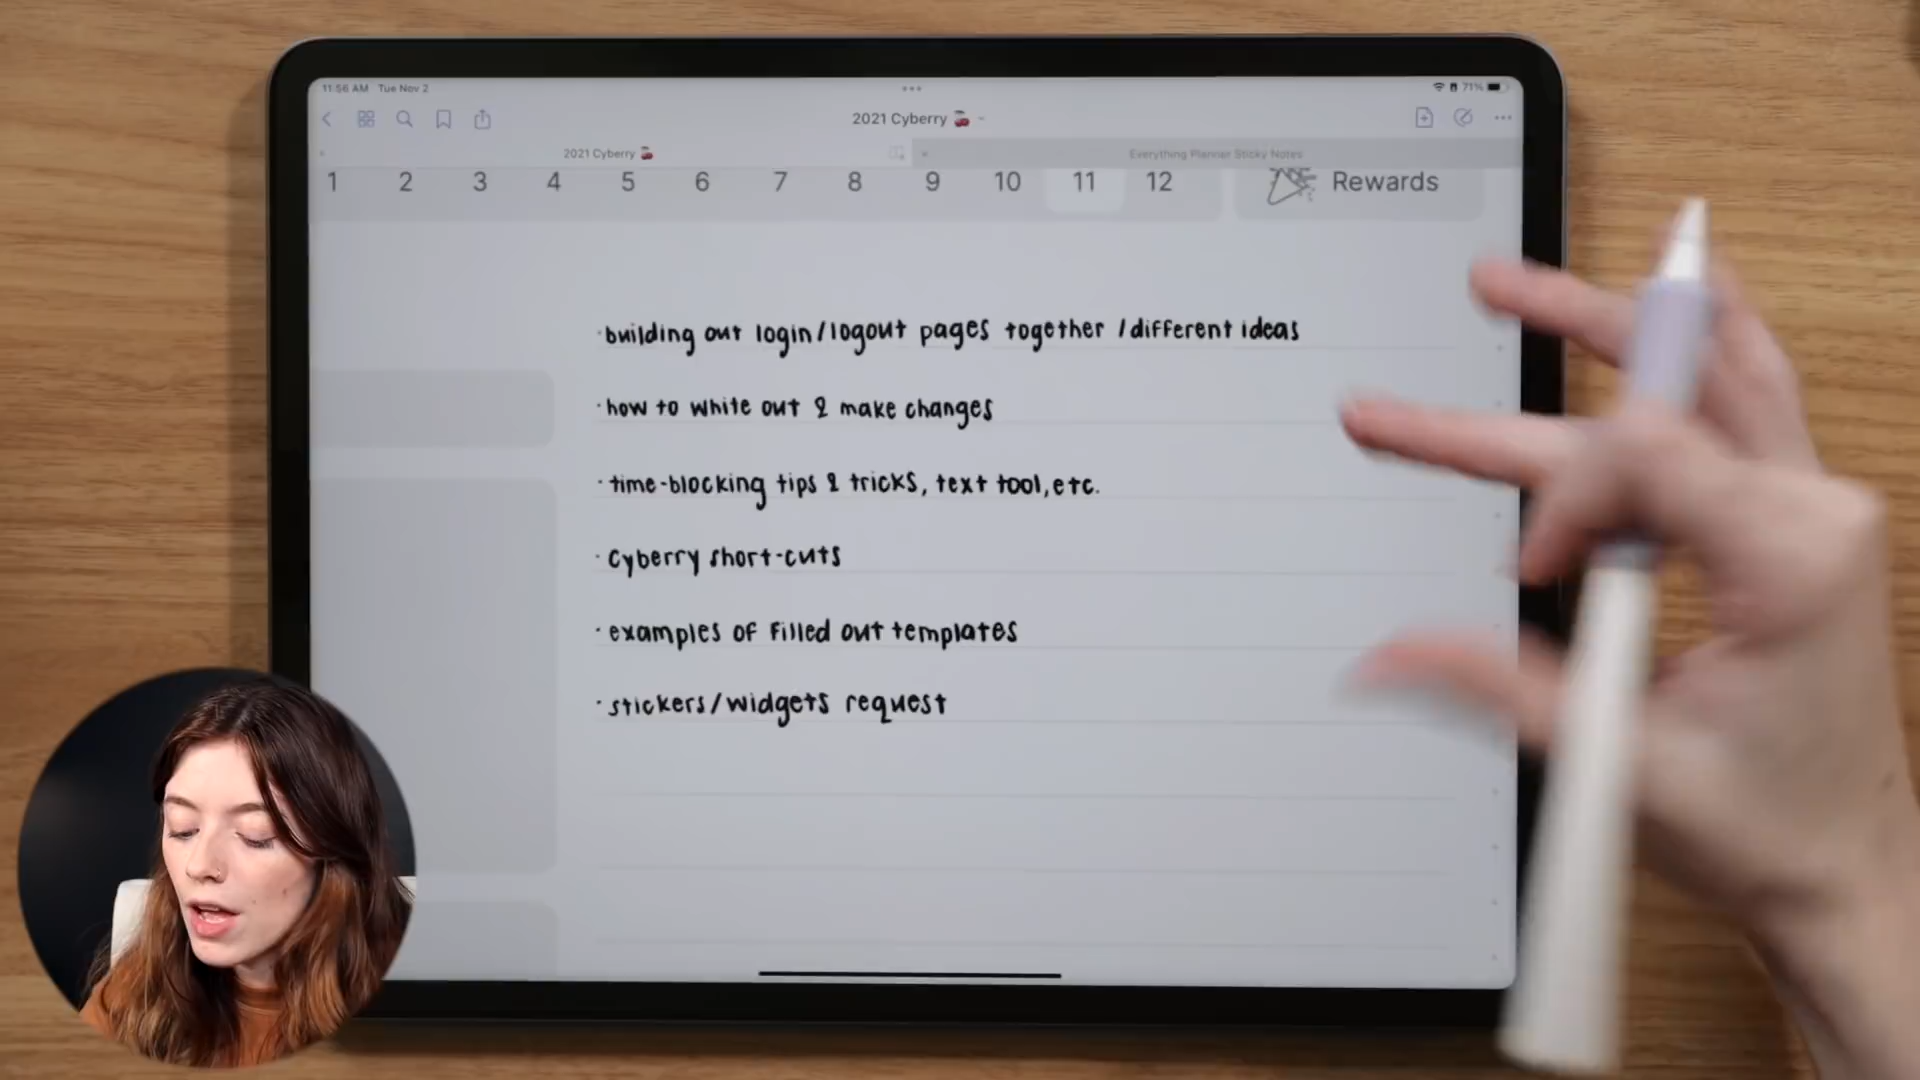 11:56 AM Tue Nov 2
71%
2021 Cyberry
2021 Cyberry
Everything Planner Sticky Notes
1 2 3 4 5 6 7 8 9 10 11 12 Rewards
·building out login/logout pages together /different ideas
·how to white out & make changes
·time-blocking tips & tricks, text tool, etc.
·Cyberry short-cuts
·examples of filled out templates
·stickers/widgets request